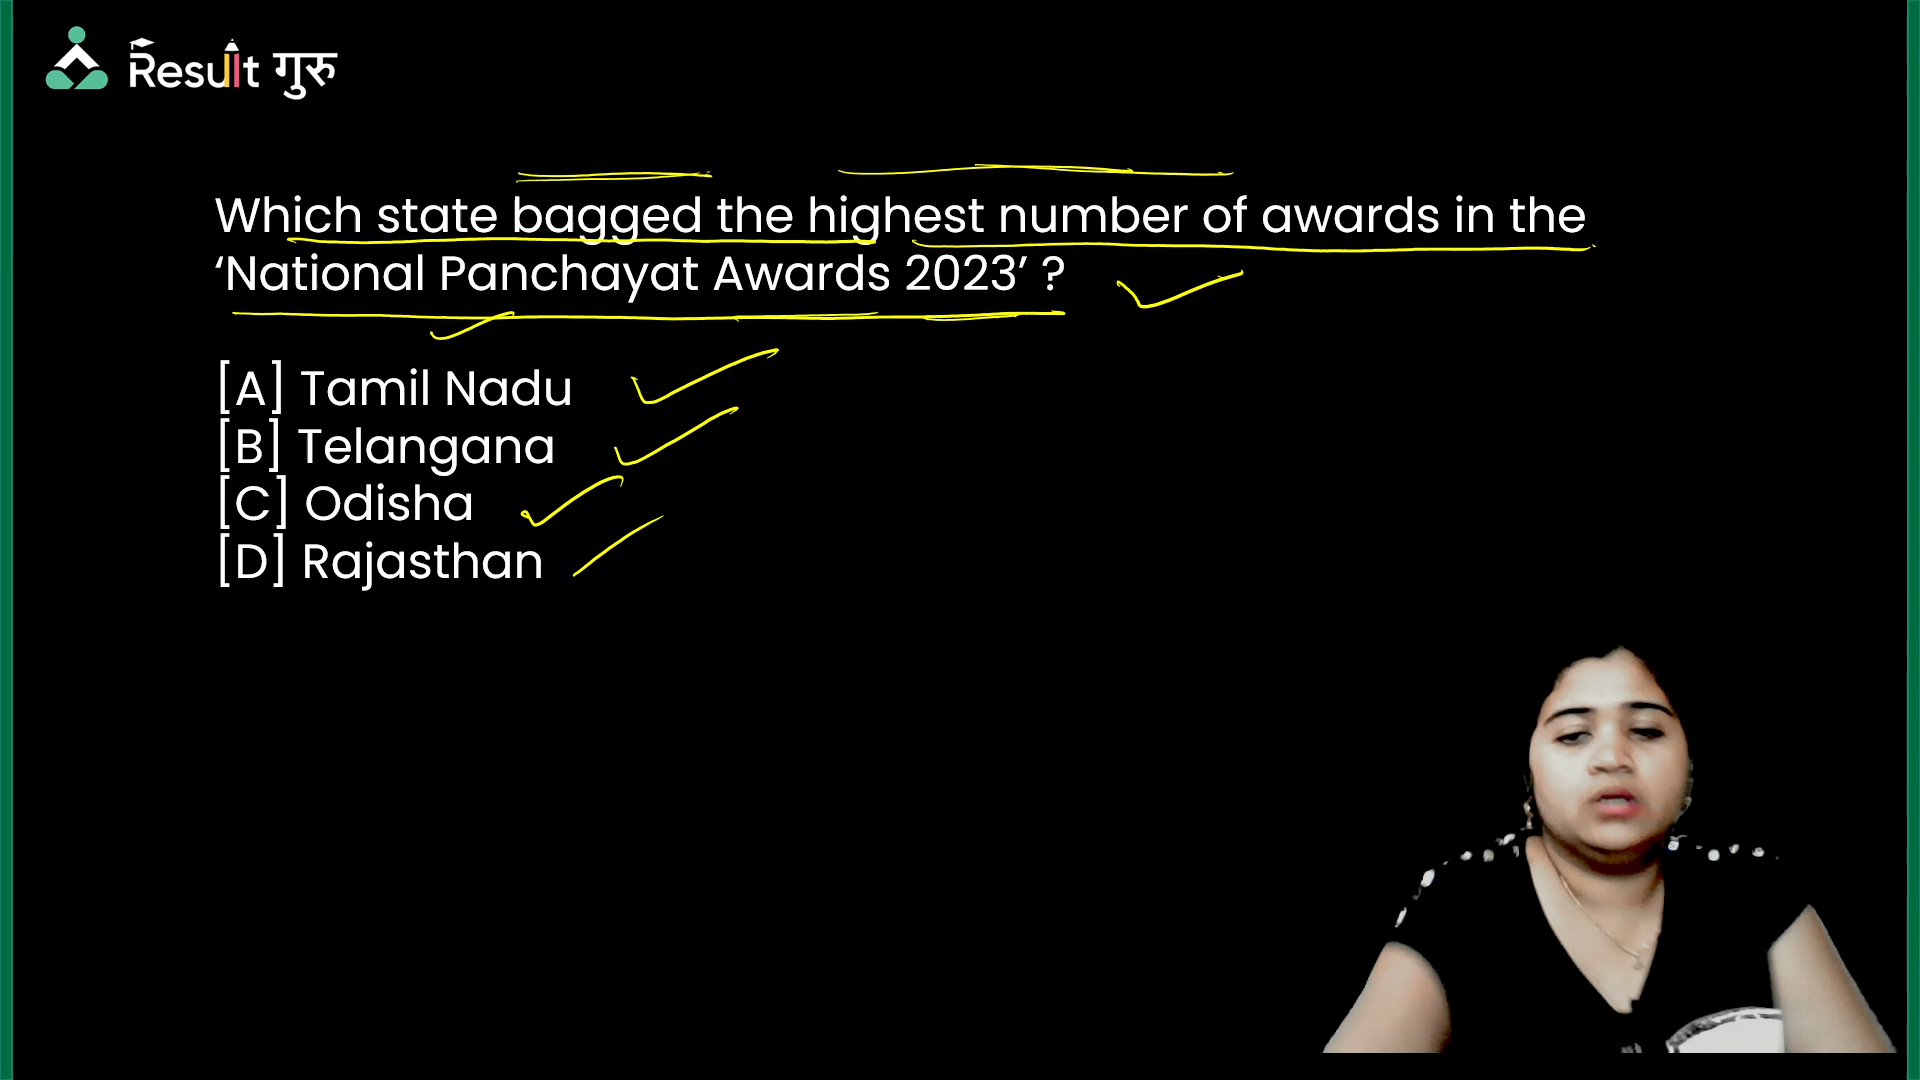 Result गुरु
Which state bagged the highest number of awards in the
‘National Panchayat Awards 2023’ ?
[A] Tamil Nadu
[B] Telangana
[C] Odisha
[D] Rajasthan